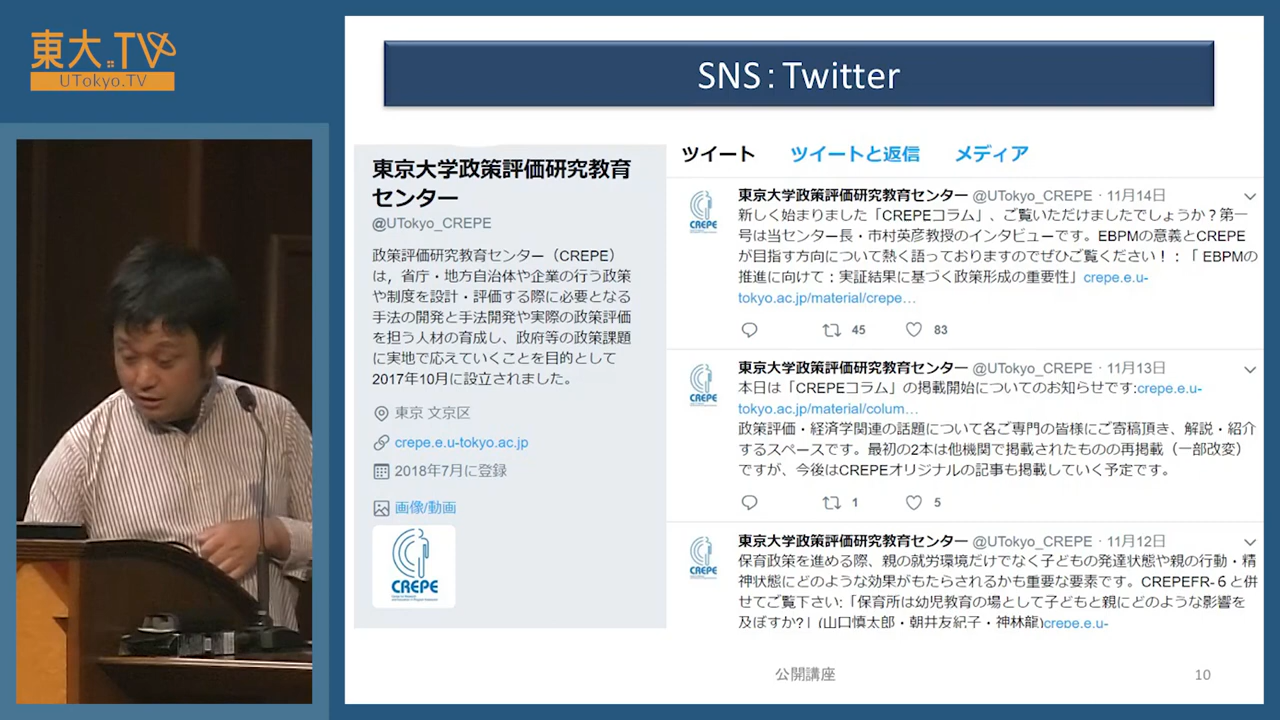 東大.TV
UTokyo.TV
SNS：Twitter
東京大学政策評価研究教育
センター
@UTokyo_CREPE
政策評価研究教育センター（CREPE）
は，省庁・地方自治体や企業の行う政策
や制度を設計・評価する際に必要となる
手法の開発と手法開発や実際の政策評価
を担う人材の育成し、政府等の政策課題
に実地で応えていくことを目的として
2017年10月に設立されました。
東京 文京区
crepe.e.u-tokyo.ac.jp
2018年7月に登録
画像/動画
CREPE
ツイート ツイートと返信 メディア
CREPE
東京大学政策評価研究教育センター @UTokyo_CREPE · 11月14日
新しく始まりました「CREPEコラム」、ご覧いただけましたでしょうか？第一
号は当センター長・市村英彦教授のインタビューです。EBPMの意義とCREPE
が目指す方向について熱く語っておりますのでぜひご覧ください！：「 EBPMの
推進に向けて：実証結果に基づく政策形成の重要性」crepe.e.u-
tokyo.ac.jp/material/crepe…
45 83
CREPE
東京大学政策評価研究教育センター @UTokyo_CREPE · 11月13日
本日は「CREPEコラム」の掲載開始についてのお知らせです:crepe.e.u-
tokyo.ac.jp/material/colum…
政策評価・経済学関連の話題について各ご専門の皆様にご寄稿頂き、解説・紹介
するスペースです。最初の2本は他機関で掲載されたものの再掲載（一部改変）
ですが、今後はCREPEオリジナルの記事も掲載していく予定です。
1 5
CREPE
東京大学政策評価研究教育センター @UTokyo_CREPE · 11月12日
保育政策を進める際、親の就労環境だけでなく子どもの発達状態や親の行動・精
神状態にどのような効果がもたらされるかも重要な要素です。CREPEFR-６と併
せてご覧下さい:「保育所は幼児教育の場として子どもと親にどのような影響を
及ぼすか?」(山口慎太郎・朝井友紀子・神林龍)crepe.e.u-
公開講座
10